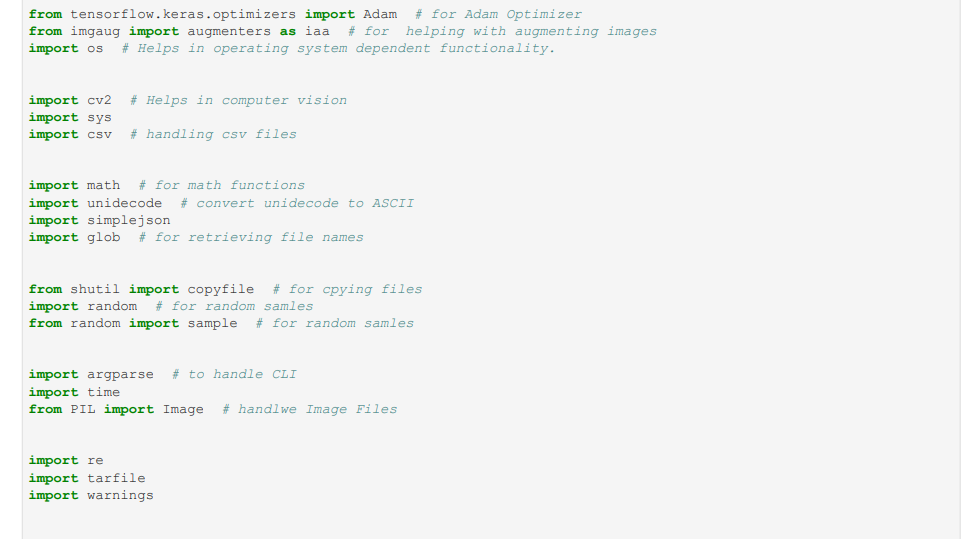 from tensorflow.keras.optimizers import Adam  # for Adam Optimizer
from imgaug import augmenters as iaa  # for  helping with augmenting images
import os  # Helps in operating system dependent functionality.
import cv2  # Helps in computer vision
import sys
import csv  # handling csv files
import math  # for math functions
import unidecode  # convert unidecode to ASCII
import simplejson
import glob  # for retrieving file names
from shutil import copyfile  # for cpying files
import random  # for random samles
from random import sample  # for random samles
import argparse  # to handle CLI
import time
from PIL import Image  # handlwe Image Files
import re
import tarfile
import warnings